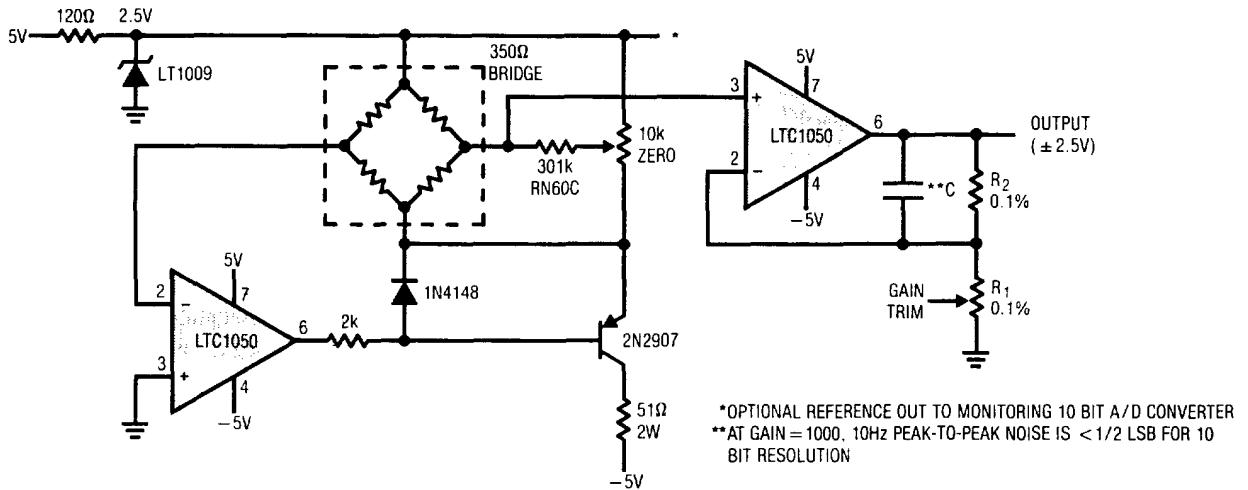 120Ω
2.5V
5V
LT1009
*
350Ω
BRIDGE
301k
RN60C
10k
ZERO
5V
7
3
+
LTC1050
6
2
−
4
−5V
OUTPUT
(±2.5V)
**C
R2
0.1%
GAIN
TRIM
R1
0.1%
5V
7
2
−
LTC1050
6
3
+
4
−5V
2k
1N4148
2N2907
51Ω
2W
−5V
*OPTIONAL REFERENCE OUT TO MONITORING 10 BIT A/D CONVERTER
**AT GAIN = 1000, 10Hz PEAK-TO-PEAK NOISE IS <1/2 LSB FOR 10
BIT RESOLUTION